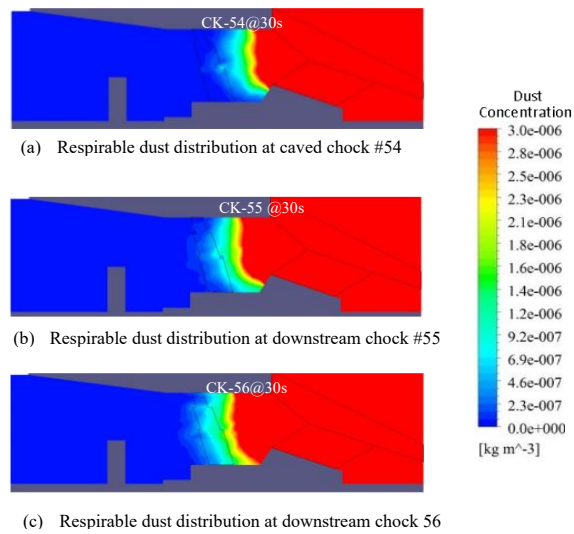 CK-54@30s
(a) Respirable dust distribution at caved chock #54
CK-55 @30s
(b) Respirable dust distribution at downstream chock #55
CK-56@30s
(c) Respirable dust distribution at downstream chock 56
Dust
Concentration
3.0e-006
2.8e-006
2.5e-006
2.3e-006
2.1e-006
1.8e-006
1.6e-006
1.4e-006
1.2e-006
9.2e-007
6.9e-007
4.6e-007
2.3e-007
0.0e+000
[kg m^-3]